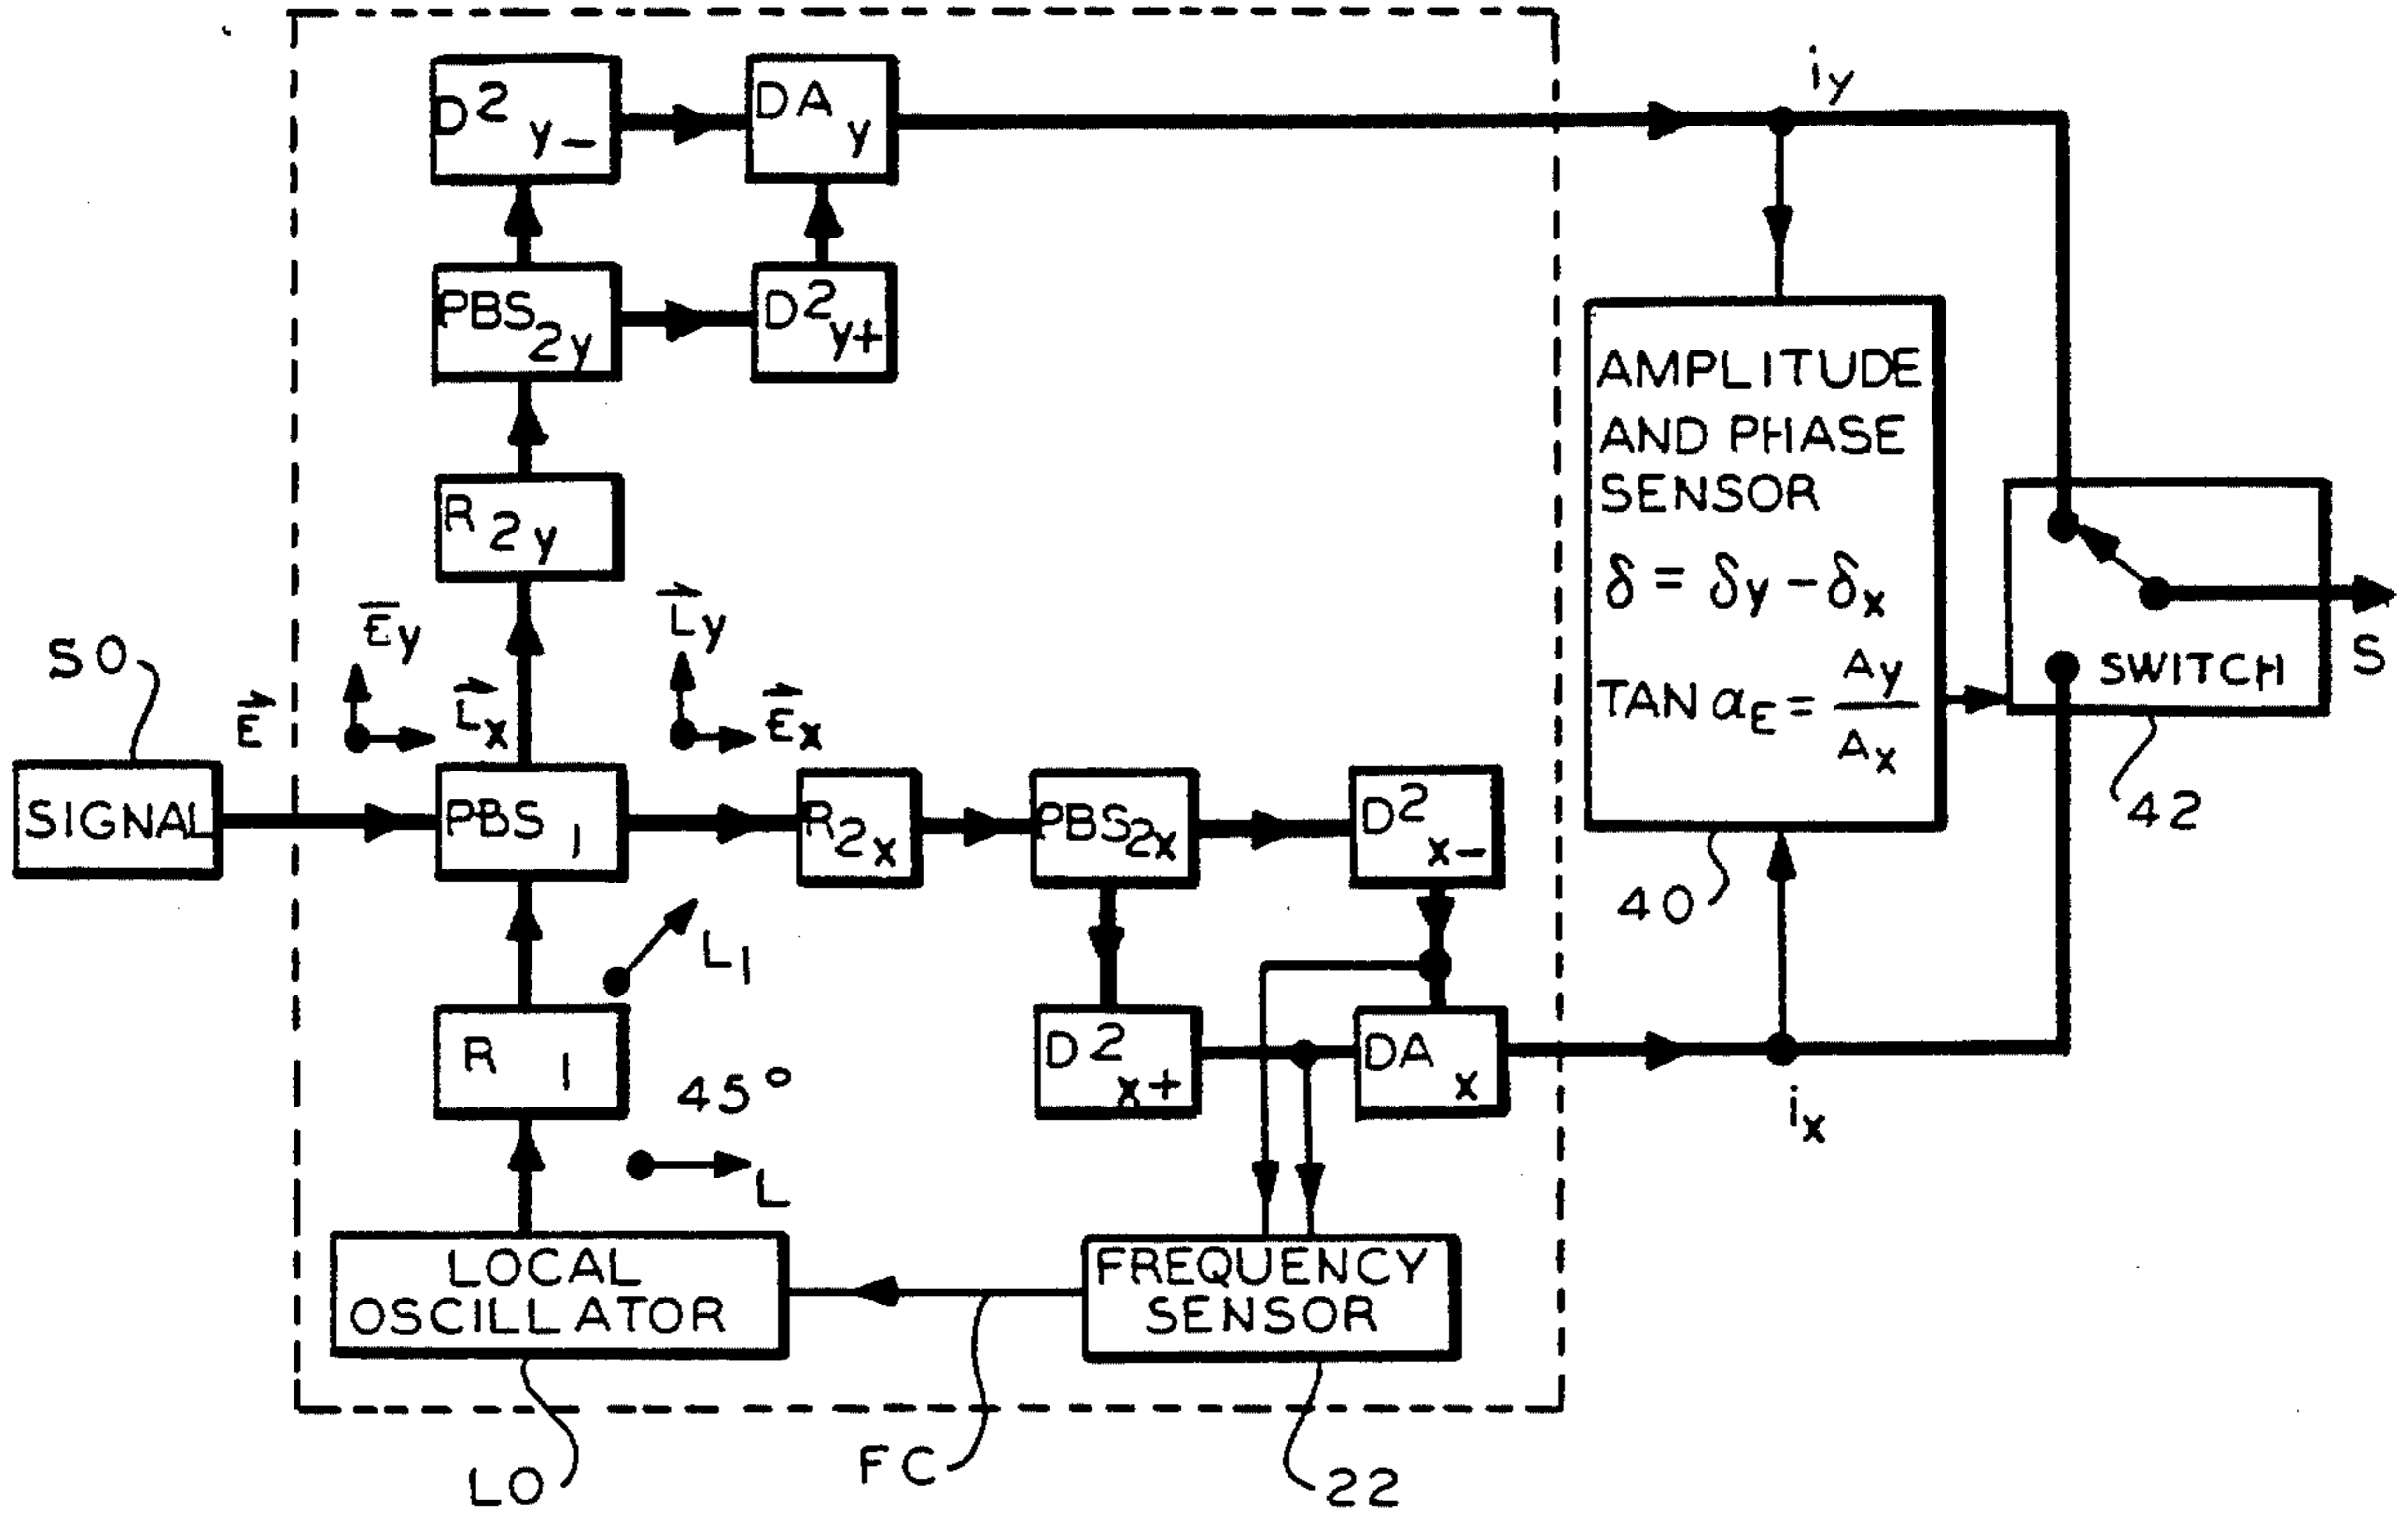 iy
D²y-
DAy
PBS2y
D²y+
AMPLITUDE
AND PHASE
SENSOR
δ = δy - δx
TAN αE = Ay/Ax
R2y
SWITCH
S
42
SO
E
Ey
Lx
Ly
Ex
SIGNAL
PBS1
R2x
PBS2x
D²x-
40
L1
R1
45°
L
D²x+
DAx
ix
LOCAL
OSCILLATOR
FREQUENCY
SENSOR
LO
FC
22